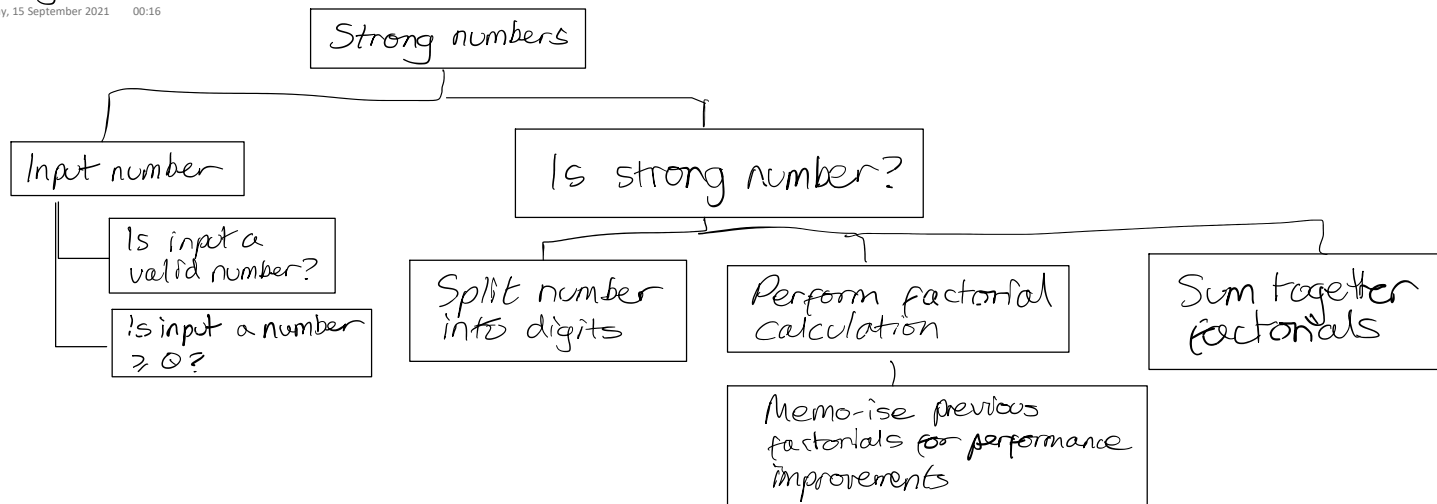 y, 15 September 2021 00:16
Strong numbers
Input number
Is input a
valid number?
Is input a number
⩾ 0?
Is strong number?
Split number
into digits
Perform factorial
calculation
Memo-ise previous
factorials for performance
improvements
Sum together
factorials